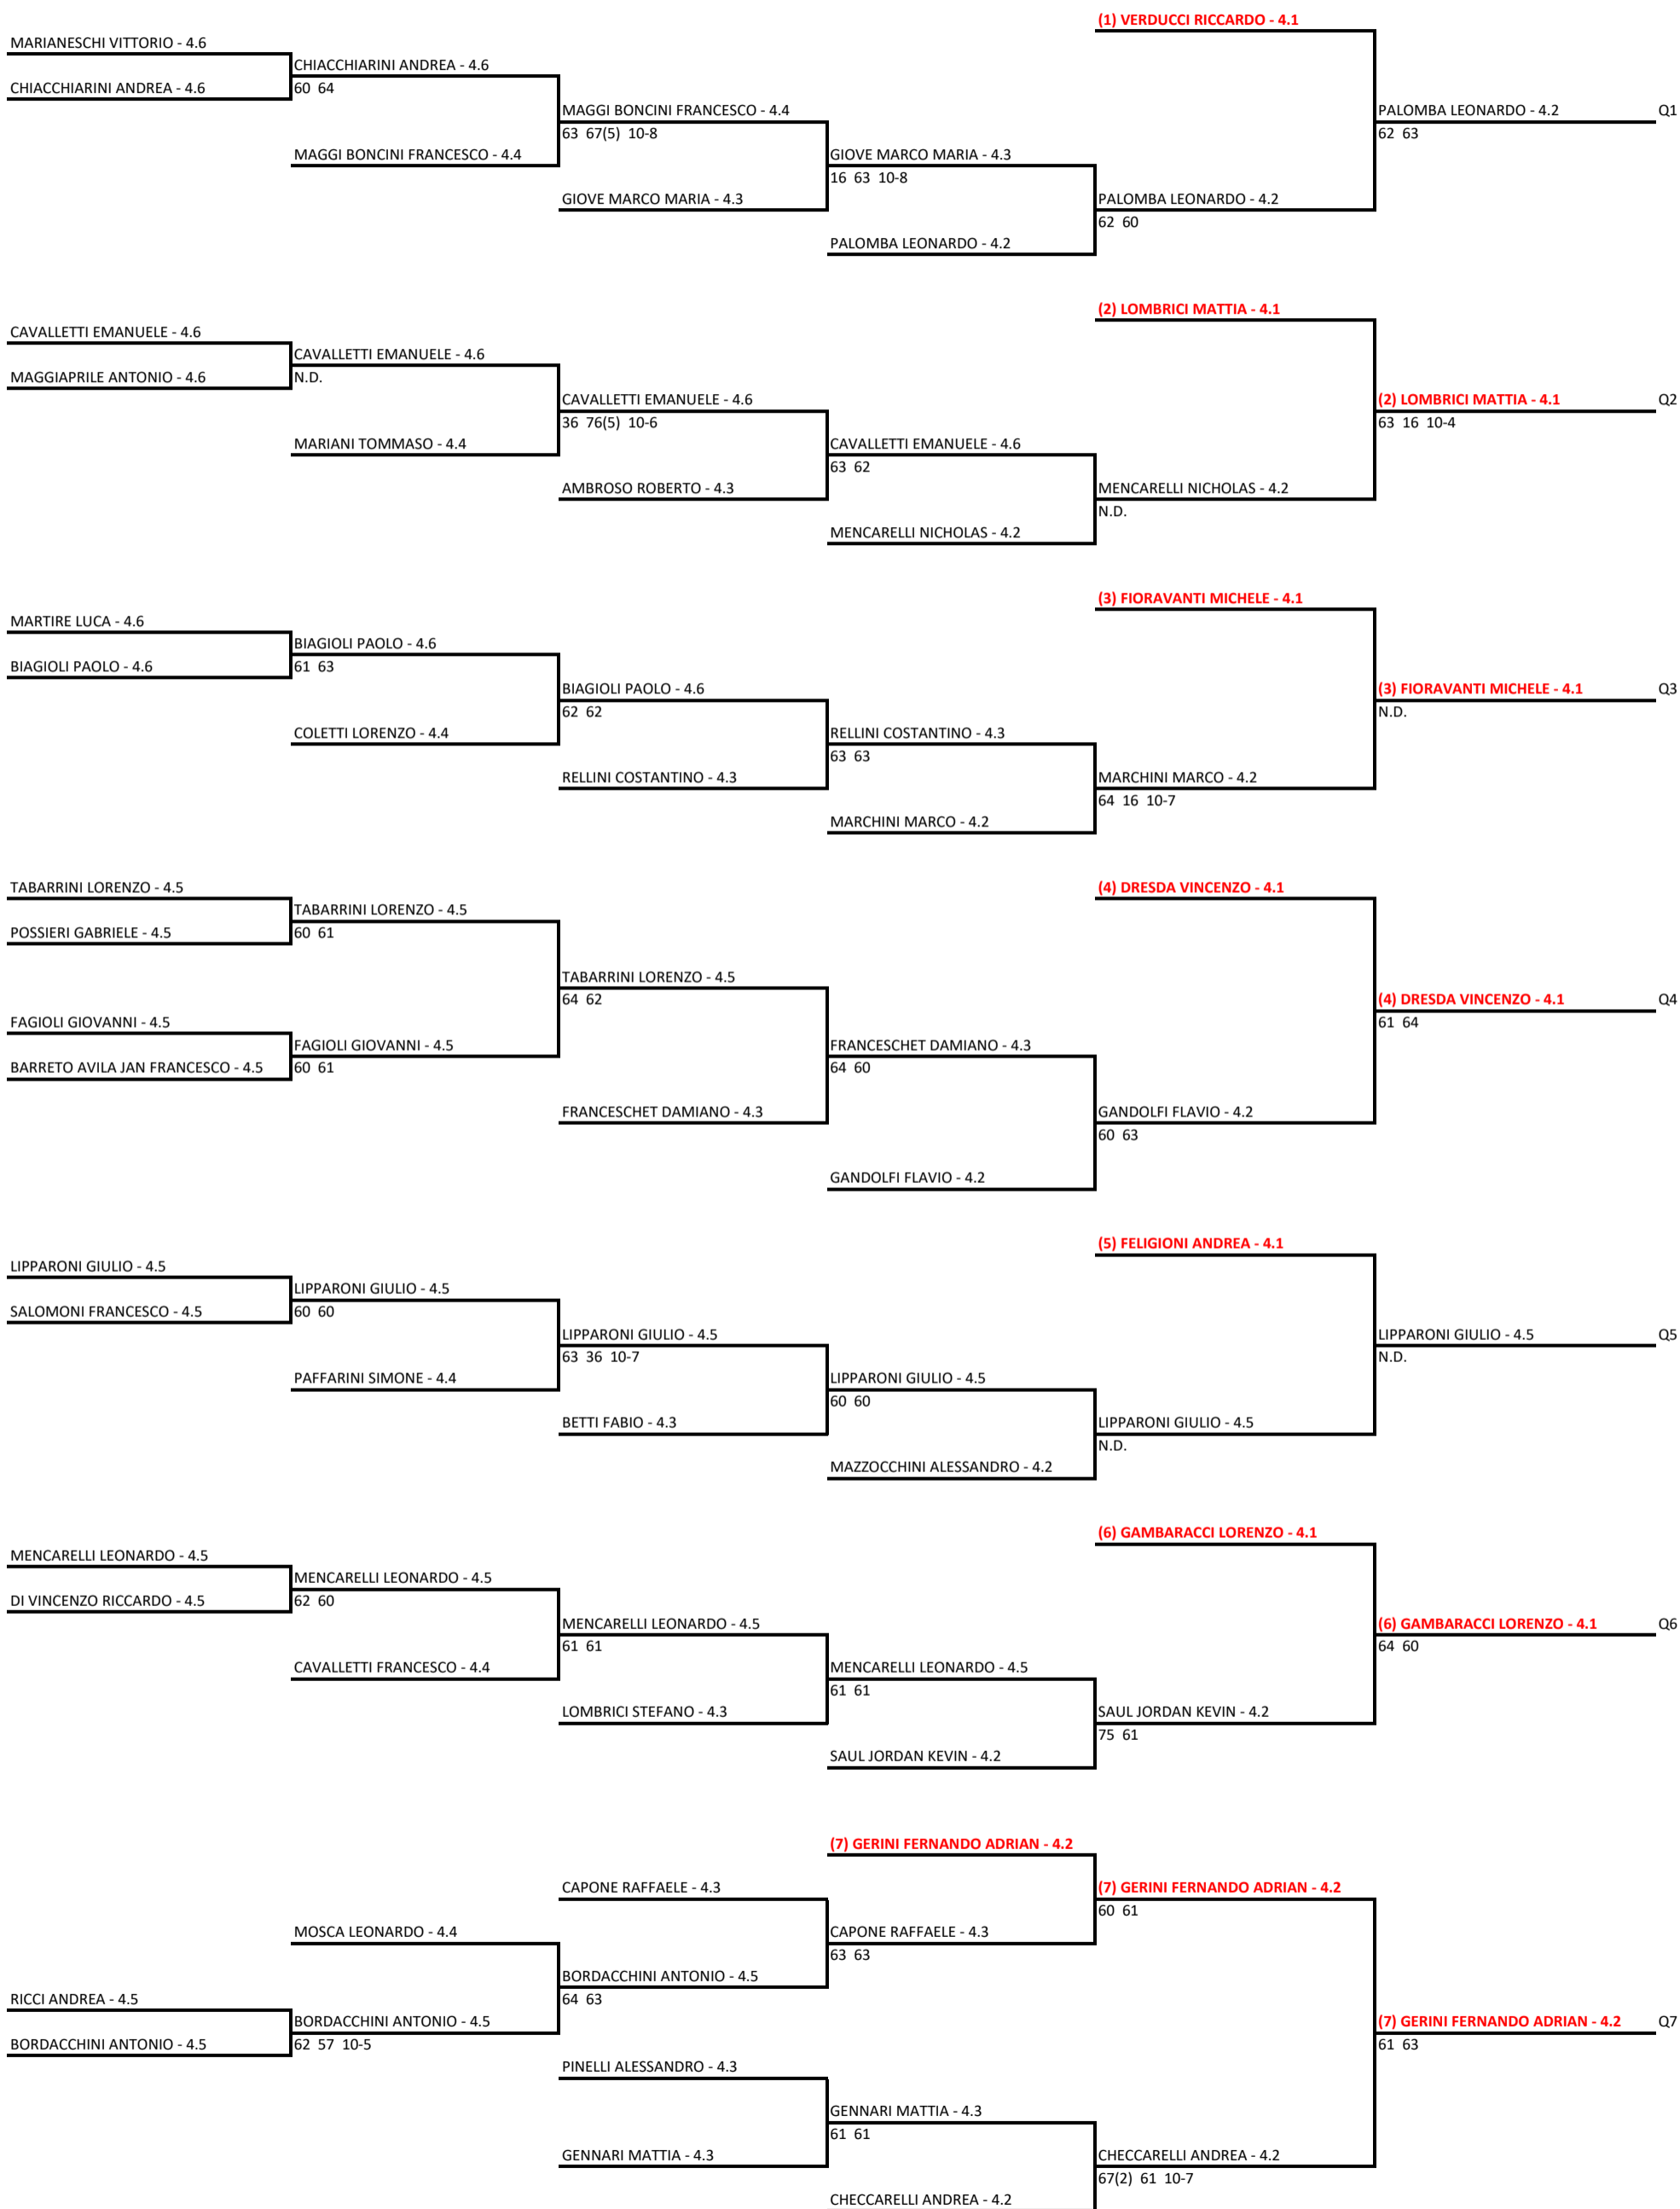 (1) VERDUCCI RICCARDO - 4.1
MARIANESCHI VITTORIO - 4.6
CHIACCHIARINI ANDREA - 4.6
CHIACCHIARINI ANDREA - 4.6
60 64
MAGGI BONCINI FRANCESCO - 4.4
PALOMBA LEONARDO - 4.2
Q1
63 67(5) 10-8
62 63
MAGGI BONCINI FRANCESCO - 4.4
GIOVE MARCO MARIA - 4.3
16 63 10-8
GIOVE MARCO MARIA - 4.3
PALOMBA LEONARDO - 4.2
62 60
PALOMBA LEONARDO - 4.2
(2) LOMBRICI MATTIA - 4.1
CAVALLETTI EMANUELE - 4.6
CAVALLETTI EMANUELE - 4.6
MAGGIAPRILE ANTONIO - 4.6
N.D.
CAVALLETTI EMANUELE - 4.6
(2) LOMBRICI MATTIA - 4.1
Q2
36 76(5) 10-6
63 16 10-4
MARIANI TOMMASO - 4.4
CAVALLETTI EMANUELE - 4.6
63 62
AMBROSO ROBERTO - 4.3
MENCARELLI NICHOLAS - 4.2
N.D.
MENCARELLI NICHOLAS - 4.2
(3) FIORAVANTI MICHELE - 4.1
MARTIRE LUCA - 4.6
BIAGIOLI PAOLO - 4.6
BIAGIOLI PAOLO - 4.6
61 63
BIAGIOLI PAOLO - 4.6
(3) FIORAVANTI MICHELE - 4.1
Q3
62 62
N.D.
COLETTI LORENZO - 4.4
RELLINI COSTANTINO - 4.3
63 63
RELLINI COSTANTINO - 4.3
MARCHINI MARCO - 4.2
64 16 10-7
MARCHINI MARCO - 4.2
TABARRINI LORENZO - 4.5
(4) DRESDA VINCENZO - 4.1
TABARRINI LORENZO - 4.5
POSSIERI GABRIELE - 4.5
60 61
TABARRINI LORENZO - 4.5
64 62
(4) DRESDA VINCENZO - 4.1
Q4
FAGIOLI GIOVANNI - 4.5
61 64
FAGIOLI GIOVANNI - 4.5
FRANCESCHET DAMIANO - 4.3
BARRETO AVILA JAN FRANCESCO - 4.5
60 61
64 60
FRANCESCHET DAMIANO - 4.3
GANDOLFI FLAVIO - 4.2
60 63
GANDOLFI FLAVIO - 4.2
(5) FELIGIONI ANDREA - 4.1
LIPPARONI GIULIO - 4.5
LIPPARONI GIULIO - 4.5
SALOMONI FRANCESCO - 4.5
60 60
LIPPARONI GIULIO - 4.5
LIPPARONI GIULIO - 4.5
Q5
63 36 10-7
N.D.
PAFFARINI SIMONE - 4.4
LIPPARONI GIULIO - 4.5
60 60
BETTI FABIO - 4.3
LIPPARONI GIULIO - 4.5
N.D.
MAZZOCCHINI ALESSANDRO - 4.2
(6) GAMBARACCI LORENZO - 4.1
MENCARELLI LEONARDO - 4.5
MENCARELLI LEONARDO - 4.5
DI VINCENZO RICCARDO - 4.5
62 60
MENCARELLI LEONARDO - 4.5
(6) GAMBARACCI LORENZO - 4.1
Q6
61 61
64 60
CAVALLETTI FRANCESCO - 4.4
MENCARELLI LEONARDO - 4.5
61 61
LOMBRICI STEFANO - 4.3
SAUL JORDAN KEVIN - 4.2
75 61
SAUL JORDAN KEVIN - 4.2
(7) GERINI FERNANDO ADRIAN - 4.2
CAPONE RAFFAELE - 4.3
(7) GERINI FERNANDO ADRIAN - 4.2
60 61
MOSCA LEONARDO - 4.4
CAPONE RAFFAELE - 4.3
63 63
BORDACCHINI ANTONIO - 4.5
RICCI ANDREA - 4.5
64 63
BORDACCHINI ANTONIO - 4.5
(7) GERINI FERNANDO ADRIAN - 4.2
Q7
BORDACCHINI ANTONIO - 4.5
62 57 10-5
61 63
PINELLI ALESSANDRO - 4.3
GENNARI MATTIA - 4.3
61 61
GENNARI MATTIA - 4.3
CHECCARELLI ANDREA - 4.2
67(2) 61 10-7
CHECCARELLI ANDREA - 4.2